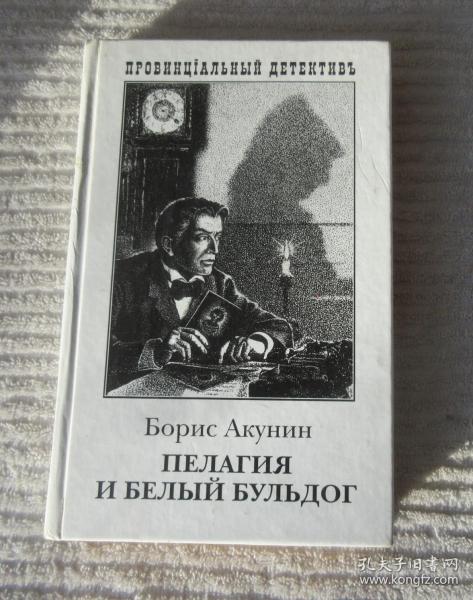 ПРОВИНЦІАЛЬНЫЙ ДЕТЕКТИВЪ
Борис Акунин
ПЕЛАГИЯ
И БЕЛЫЙ БУЛЬДОГ
孔夫子旧书网
www.kongfz.com